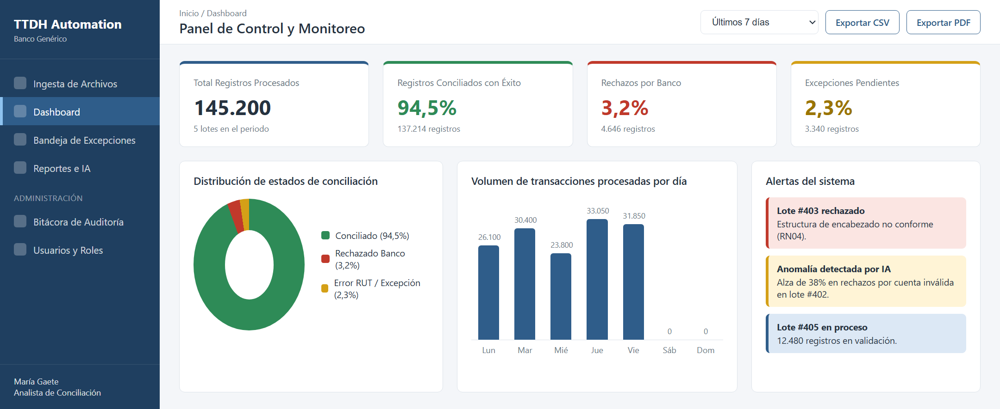 TTDH Automation
Banco Genérico
Ingesta de Archivos
Dashboard
Bandeja de Excepciones
Reportes e IA
ADMINISTRACIÓN
Bitácora de Auditoría
Usuarios y Roles
María Gaete
Analista de Conciliación
Inicio / Dashboard
Panel de Control y Monitoreo
Últimos 7 días
Exportar CSV
Exportar PDF
Total Registros Procesados
145.200
5 lotes en el periodo
Registros Conciliados con Éxito
94,5%
137.214 registros
Rechazos por Banco
3,2%
4.646 registros
Excepciones Pendientes
2,3%
3.340 registros
Distribución de estados de conciliación
Conciliado (94,5%)
Rechazado Banco
(3,2%)
Error RUT / Excepción
(2,3%)
Volumen de transacciones procesadas por día
26.100
30.400
23.800
33.050
31.850
0
0
Lun
Mar
Mié
Jue
Vie
Sáb
Dom
Alertas del sistema
Lote #403 rechazado
Estructura de encabezado no conforme
(RN04).
Anomalía detectada por IA
Alza de 38% en rechazos por cuenta inválida
en lote #402.
Lote #405 en proceso
12.480 registros en validación.